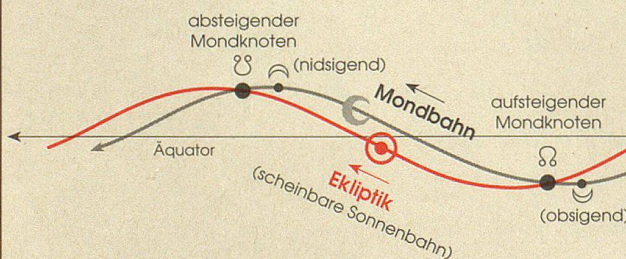 absteigender
Mondknoten
☋
(nidsigend)
Mondbahn
aufsteigender
Mondknoten
☊
Äquator
Ekliptik
(scheinbare Sonnenbahn)
(obsigend)